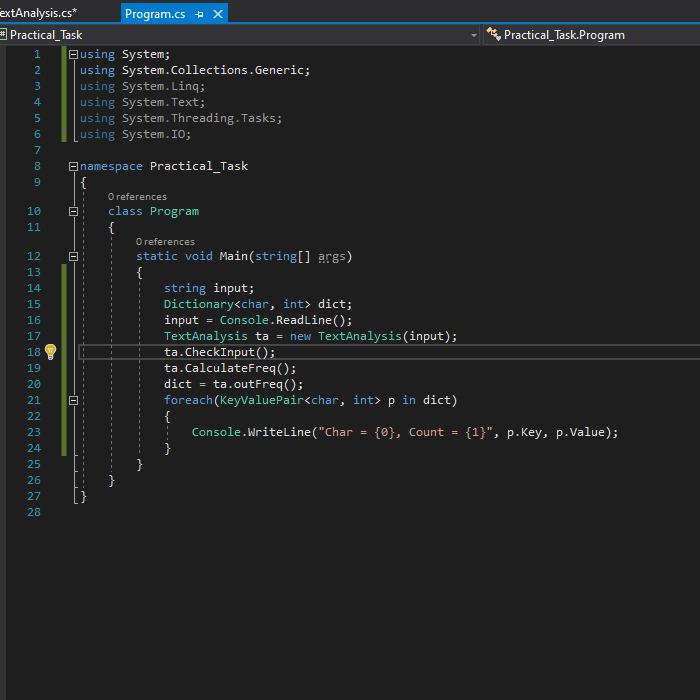 extAnalysis.cs*
Program.cs
Practical_Task
Practical_Task.Program
1 using System;
2 using System.Collections.Generic;
3 using System.Linq;
4 using System.Text;
5 using System.Threading.Tasks;
6 using System.IO;
7
8 namespace Practical_Task
9 {
0 references
10 class Program
11 {
0 references
12 static void Main(string[] args)
13 {
14 string input;
15 Dictionary<char, int> dict;
16 input = Console.ReadLine();
17 TextAnalysis ta = new TextAnalysis(input);
18 ta.CheckInput();
19 ta.CalculateFreq();
20 dict = ta.outFreq();
21 foreach(KeyValuePair<char, int> p in dict)
22 {
23 Console.WriteLine("Char = {0}, Count = {1}", p.Key, p.Value);
24 }
25 }
26 }
27 }
28